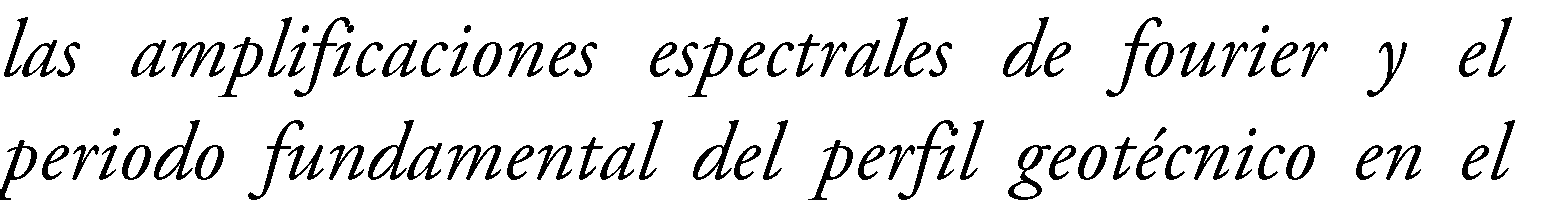 las amplificaciones espectrales de fourier y el
periodo fundamental del perfil geotécnico en el